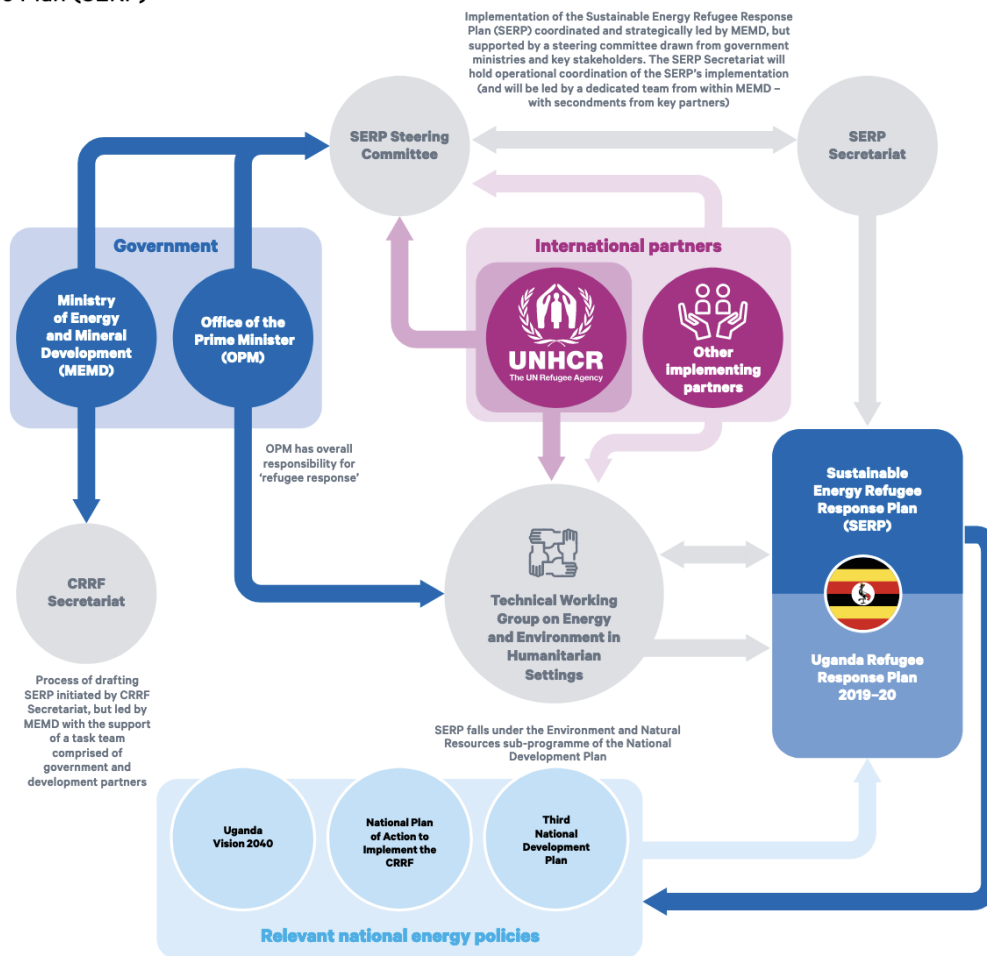 Implementation of the Sustainable Energy Refugee Response
Plan (SERP) coordinated and strategically led by MEMD, but
supported by a steering committee drawn from government
ministries and key stakeholders. The SERP Secretariat will
hold operational coordination of the SERP's implementation
(and will be led by a dedicated team from within MEMD –
with secondments from key partners)
SERP Steering
Committee
SERP
Secretariat
Government
International partners
Ministry
of Energy
and Mineral
Development
(MEMD)
Office of the
Prime Minister
(OPM)
UNHCR
The UN Refugee Agency
Other
implementing
partners
OPM has overall
responsibility for
'refugee response'
Sustainable
Energy Refugee
Response Plan
(SERP)
CRRF
Secretariat
Technical Working
Group on Energy
and Environment in
Humanitarian
Settings
Uganda Refugee
Response Plan
2019–20
Process of drafting
SERP initiated by CRRF
Secretariat, but led by
MEMD with the support
of a task team
comprised of
government and
development partners
SERP falls under the Environment and Natural
Resources sub-programme of the National
Development Plan
Uganda
Vision 2040
National Plan
of Action to
Implement the
CRRF
Third
National
Development
Plan
Relevant national energy policies